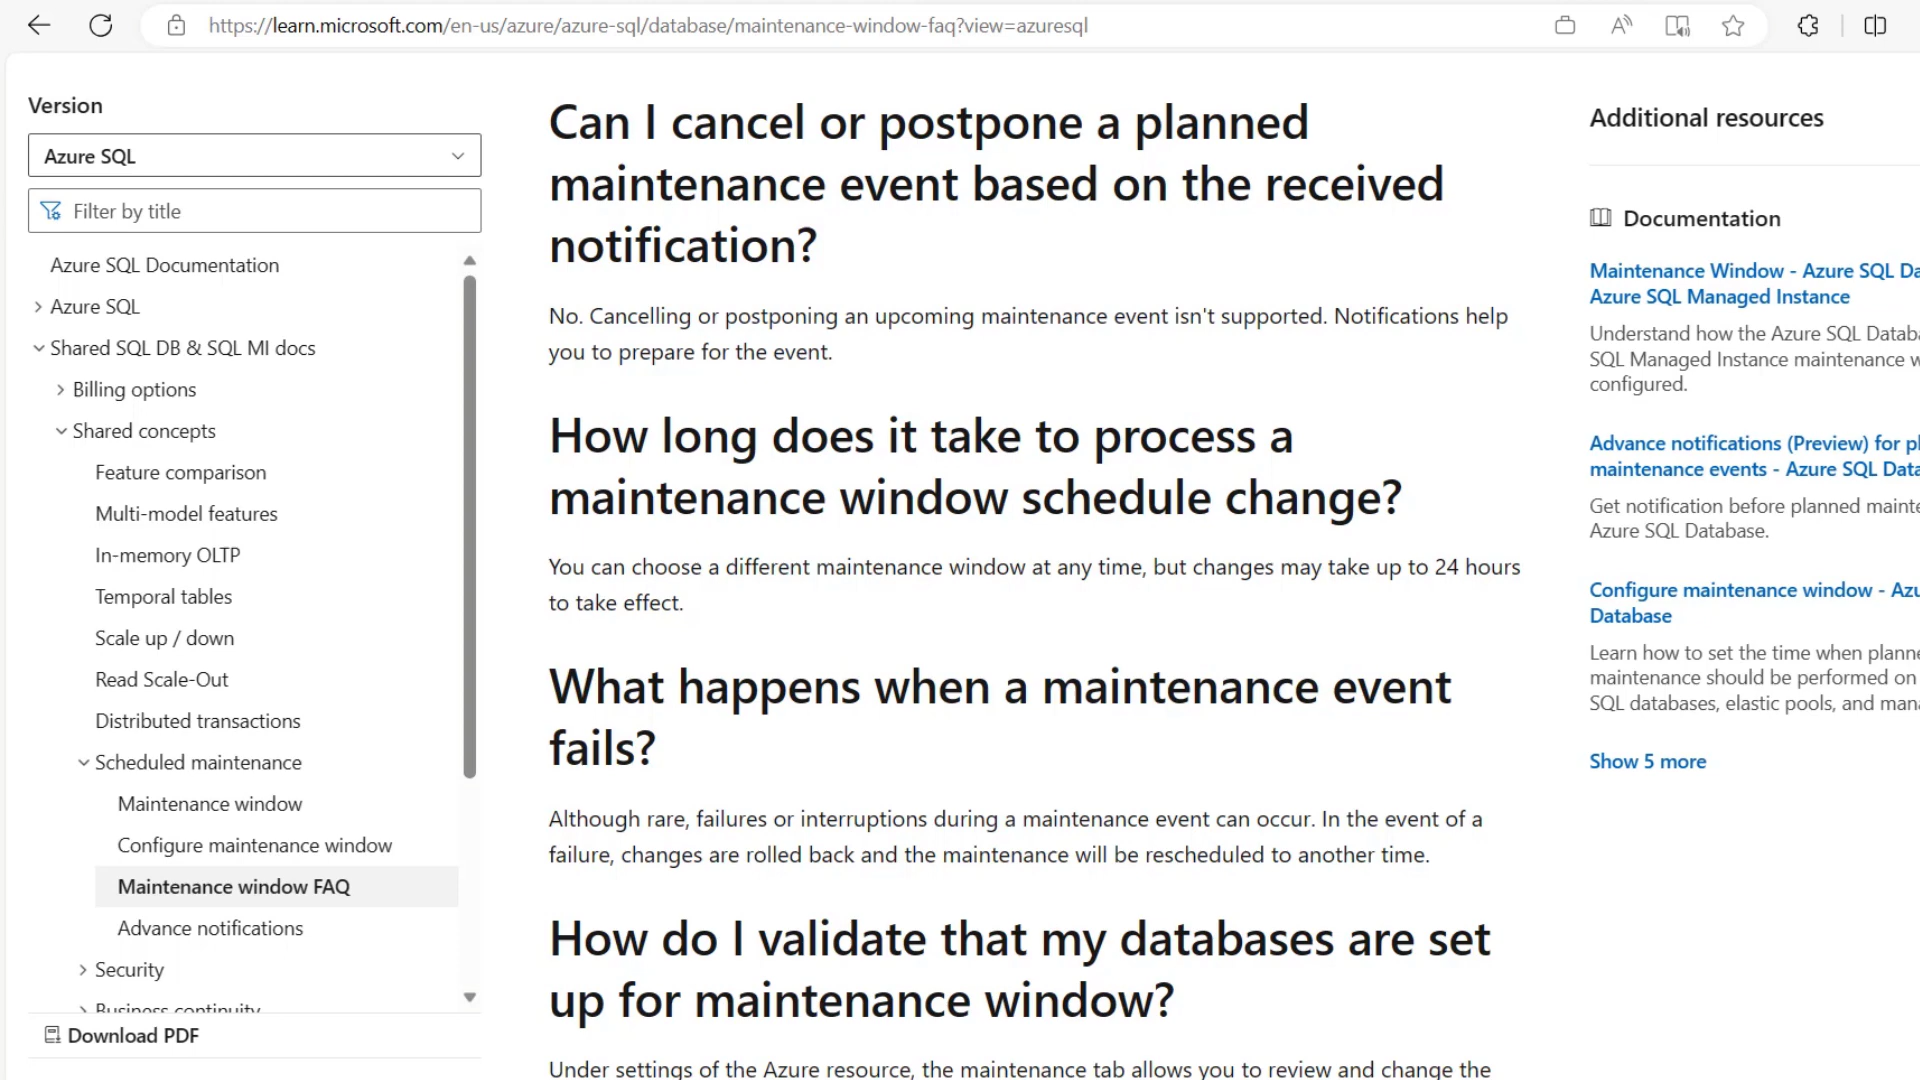 https://learn.microsoft.com/en-us/azure/azure-sql/database/maintenance-window-faq?view=azuresql
Version
Azure SQL
Filter by title
Azure SQL Documentation
Azure SQL
Shared SQL DB & SQL MI docs
Billing options
Shared concepts
Feature comparison
Multi-model features
In-memory OLTP
Temporal tables
Scale up / down
Read Scale-Out
Distributed transactions
Scheduled maintenance
Maintenance window
Configure maintenance window
Maintenance window FAQ
Advance notifications
Security
Business continuity
Download PDF
Can I cancel or postpone a planned
maintenance event based on the received
notification?
No. Cancelling or postponing an upcoming maintenance event isn't supported. Notifications help
you to prepare for the event.
How long does it take to process a
maintenance window schedule change?
You can choose a different maintenance window at any time, but changes may take up to 24 hours
to take effect.
What happens when a maintenance event
fails?
Although rare, failures or interruptions during a maintenance event can occur. In the event of a
failure, changes are rolled back and the maintenance will be rescheduled to another time.
How do I validate that my databases are set
up for maintenance window?
Under settings of the Azure resource, the maintenance tab allows you to review and change the
Additional resources
Documentation
Maintenance Window - Azure SQL Da
Azure SQL Managed Instance
Understand how the Azure SQL Databa
SQL Managed Instance maintenance w
configured.
Advance notifications (Preview) for pl
maintenance events - Azure SQL Data
Get notification before planned mainte
Azure SQL Database.
Configure maintenance window - Azu
Database
Learn how to set the time when planne
maintenance should be performed on
SQL databases, elastic pools, and mana
Show 5 more